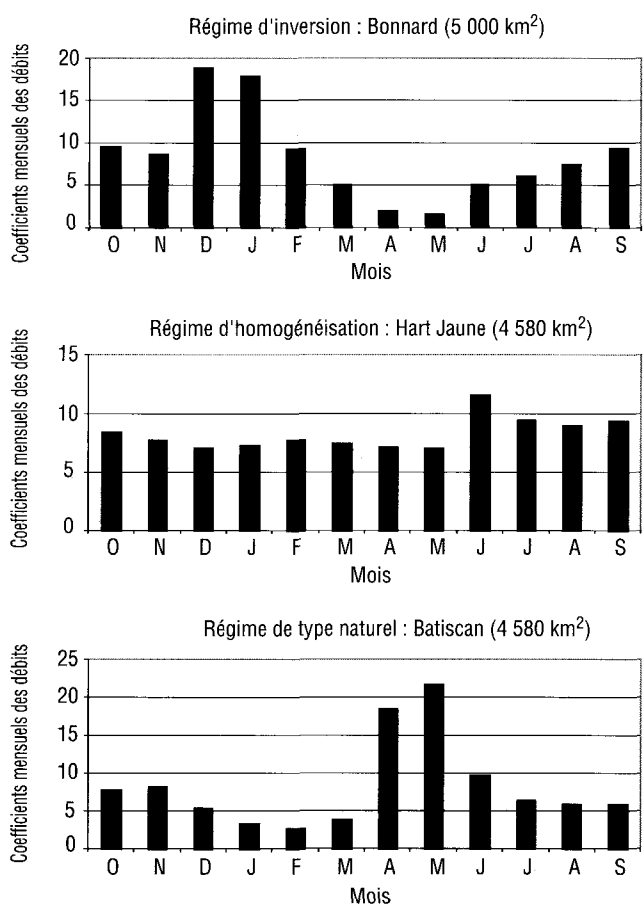 Régime d'inversion : Bonnard (5 000 km²)
Coefficients mensuels des débits
20
15
10
5
0
O N D J F M A M J J A S
Mois
Régime d'homogénéisation : Hart Jaune (4 580 km²)
Coefficients mensuels des débits
15
10
5
0
O N D J F M A M J J A S
Mois
Régime de type naturel : Batiscan (4 580 km²)
Coefficients mensuels des débits
25
20
15
10
5
0
O N D J F M A M J J A S
Mois